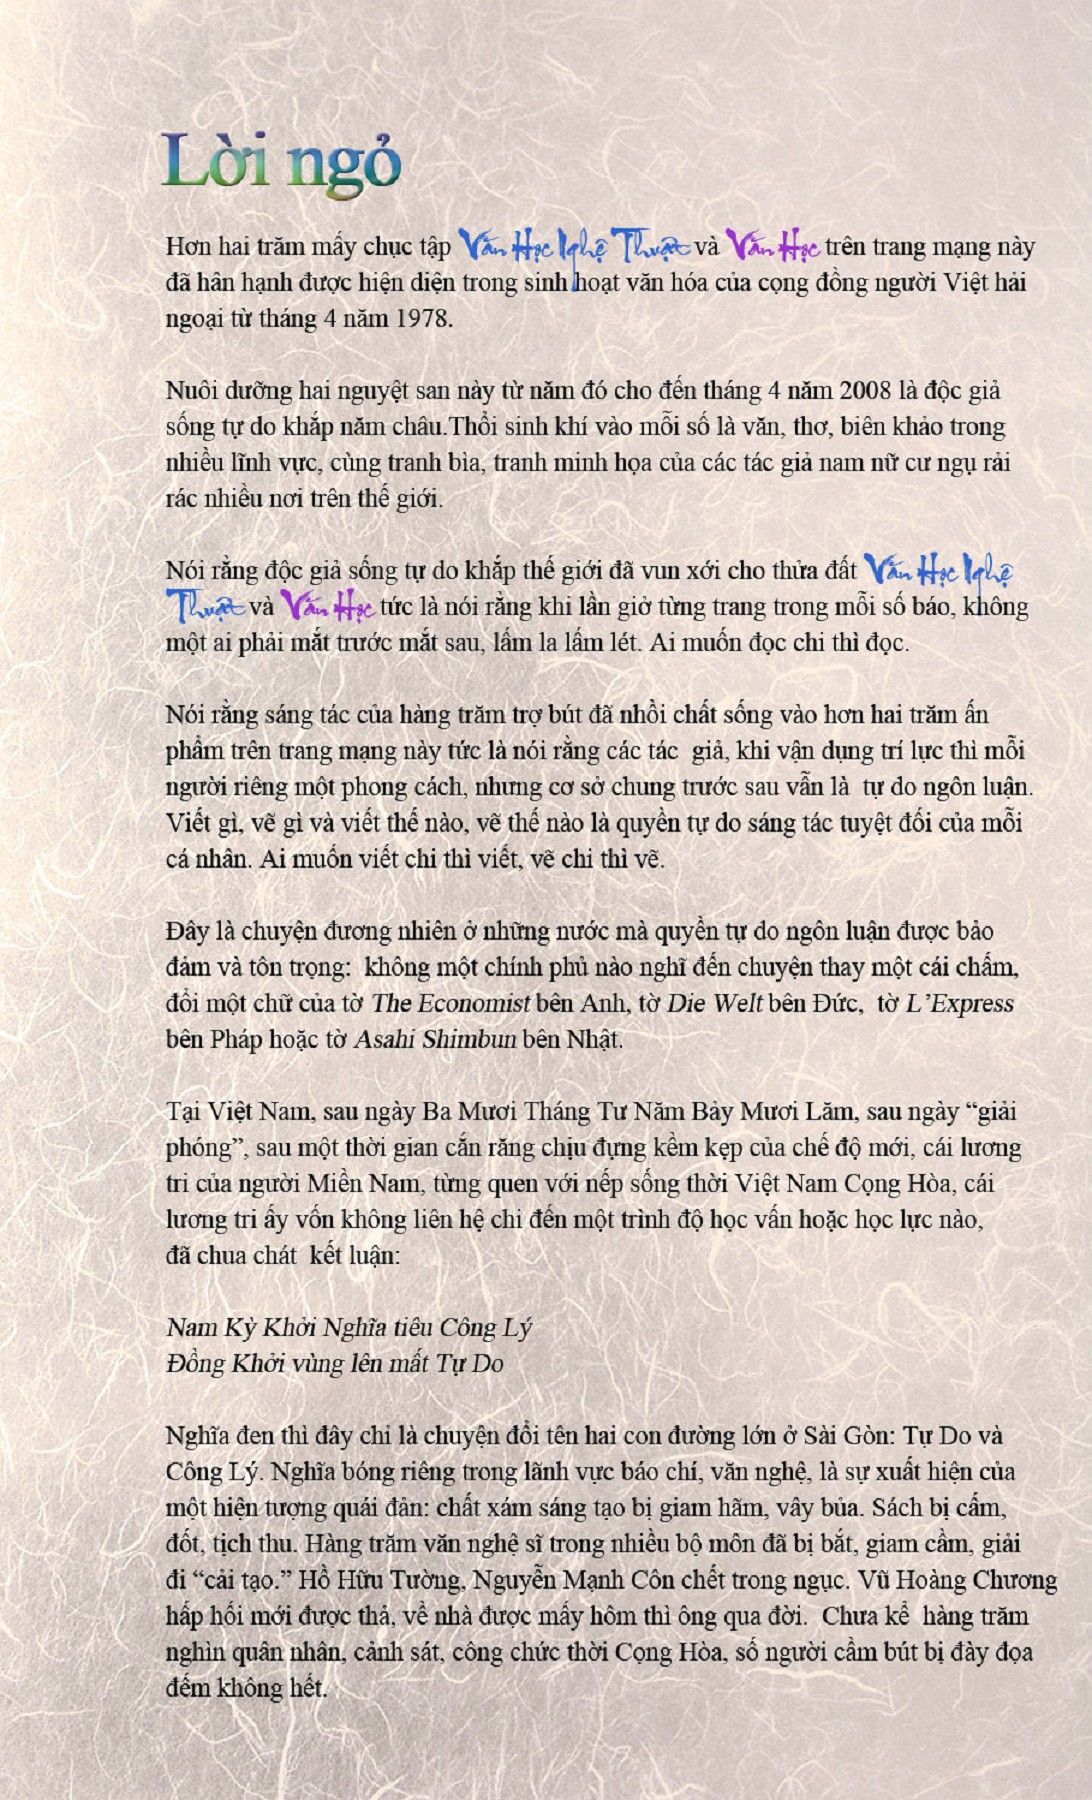 Lời ngỏ
Hơn hai trăm mấy chục tập Văn Học Nghệ Thuật và Văn Học trên trang mạng này
đã hân hạnh được hiện diện trong sinh hoạt văn hóa của cọng đồng người Việt hải
ngoại từ tháng 4 năm 1978.
Nuôi dưỡng hai nguyệt san này từ năm đó cho đến tháng 4 năm 2008 là độc giả
sống tự do khắp năm châu.Thổi sinh khí vào mỗi số là văn, thơ, biên khảo trong
nhiều lĩnh vực, cùng tranh bìa, tranh minh họa của các tác giả nam nữ cư ngụ rải
rác nhiều nơi trên thế giới.
Nói rằng độc giả sống tự do khắp thế giới đã vun xới cho thửa đất Văn Học Nghệ
Thuật và Văn Học tức là nói rằng khi lần giở từng trang trong mỗi số báo, không
một ai phải mắt trước mắt sau, lấm la lấm lét. Ai muốn đọc chi thì đọc.
Nói rằng sáng tác của hàng trăm trợ bút đã nhồi chất sống vào hơn hai trăm ấn
phẩm trên trang mạng này tức là nói rằng các tác  giả, khi vận dụng trí lực thì mỗi
người riêng một phong cách, nhưng cơ sở chung trước sau vẫn là  tự do ngôn luận.
Viết gì, vẽ gì và viết thế nào, vẽ thế nào là quyền tự do sáng tác tuyệt đối của mỗi
cá nhân. Ai muốn viết chi thì viết, vẽ chi thì vẽ.
Đây là chuyện đương nhiên ở những nước mà quyền tự do ngôn luận được bảo
đảm và tôn trọng:  không một chính phủ nào nghĩ đến chuyện thay một cái chấm,
đổi một chữ của tờ The Economist bên Anh, tờ Die Welt bên Đức,  tờ L’Express
bên Pháp hoặc tờ Asahi Shimbun bên Nhật.
Tại Việt Nam, sau ngày Ba Mươi Tháng Tư Năm Bảy Mươi Lăm, sau ngày “giải
phóng”, sau một thời gian cắn răng chịu đựng kềm kẹp của chế độ mới, cái lương
tri của người Miền Nam, từng quen với nếp sống thời Việt Nam Cọng Hòa, cái
lương tri ấy vốn không liên hệ chi đến một trình độ học vấn hoặc học lực nào,
đã chua chát  kết luận:
Nam Kỳ Khởi Nghĩa tiêu Công Lý
Đồng Khởi vùng lên mất Tự Do
Nghĩa đen thì đây chỉ là chuyện đổi tên hai con đường lớn ở Sài Gòn: Tự Do và
Công Lý. Nghĩa bóng riêng trong lãnh vực báo chí, văn nghệ, là sự xuất hiện của
một hiện tượng quái đản: chất xám sáng tạo bị giam hãm, vây bủa. Sách bị cấm,
đốt, tịch thu. Hàng trăm văn nghệ sĩ trong nhiều bộ môn đã bị bắt, giam cầm, giải
đi “cải tạo.” Hồ Hữu Tường, Nguyễn Mạnh Côn chết trong ngục. Vũ Hoàng Chương
hấp hối mới được thả, về nhà được mấy hôm thì ông qua đời.  Chưa kể  hàng trăm
nghìn quân nhân, cảnh sát, công chức thời Cọng Hòa, số người cầm bút bị đày đọa
đếm không hết.